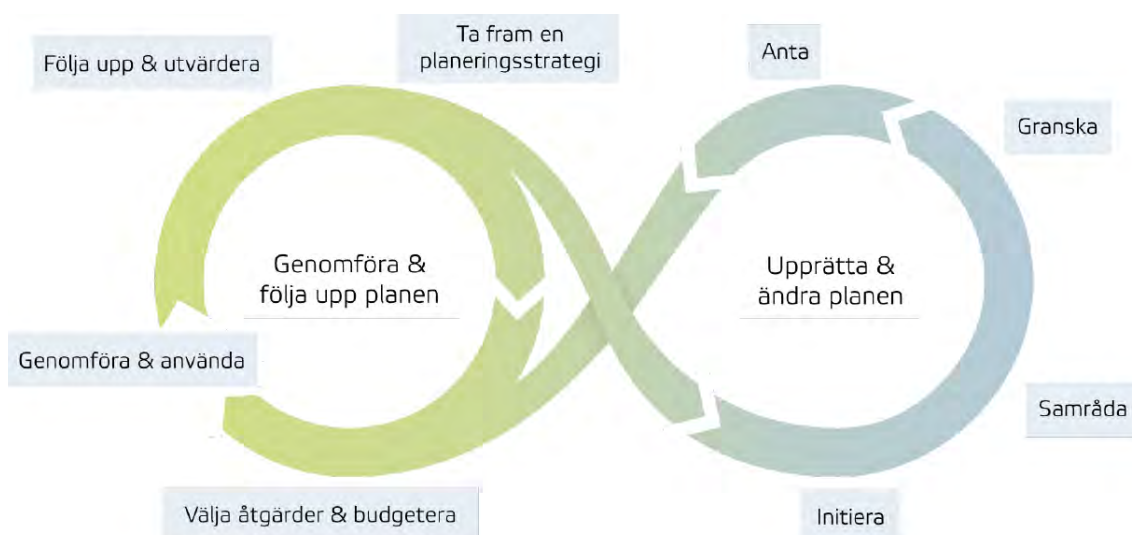 Ta fram en
planeringsstrategi
Följa upp & utvärdera
Anta
Granska
Genomföra &
följa upp planen
Upprätta &
ändra planen
Genomföra & använda
Samråda
Välja åtgärder & budgetera
Initiera